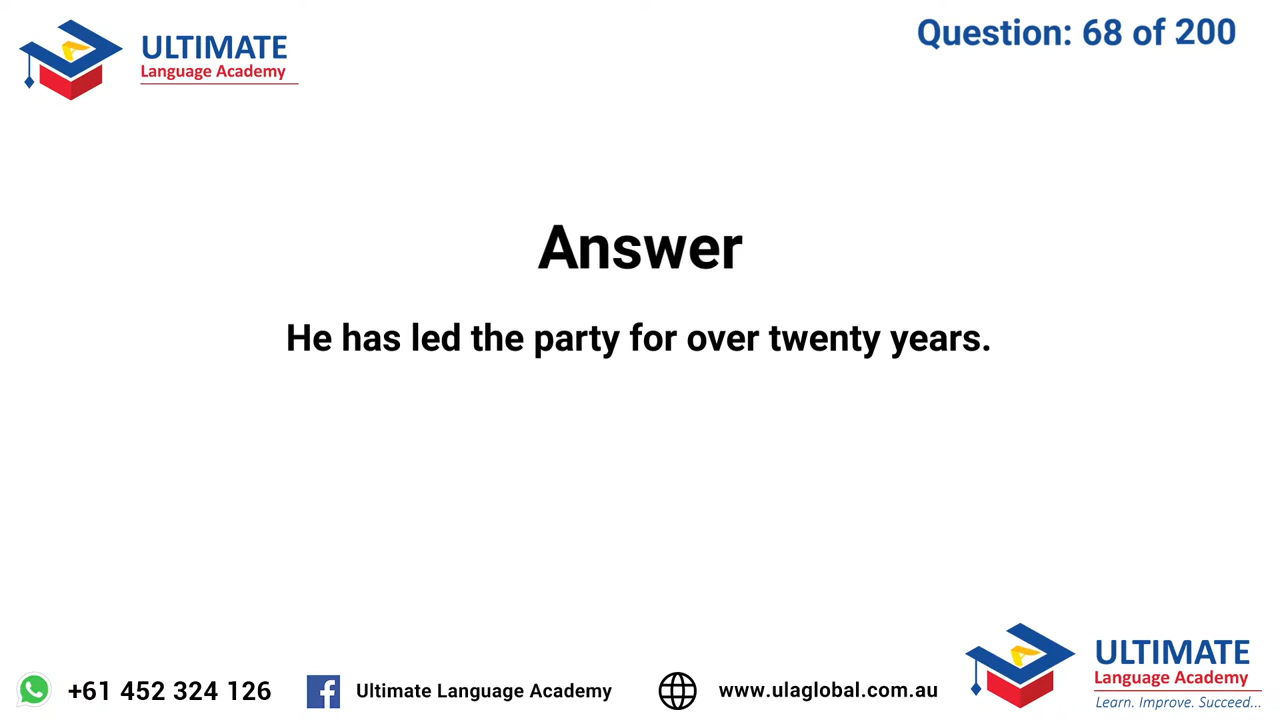 ULTIMATE
Language Academy
Question: 68 of 200
Answer
He has led the party for over twenty years.
+61 452 324 126
Ultimate Language Academy
www.ulaglobal.com.au
ULTIMATE
Language Academy
Learn. Improve. Succeed...